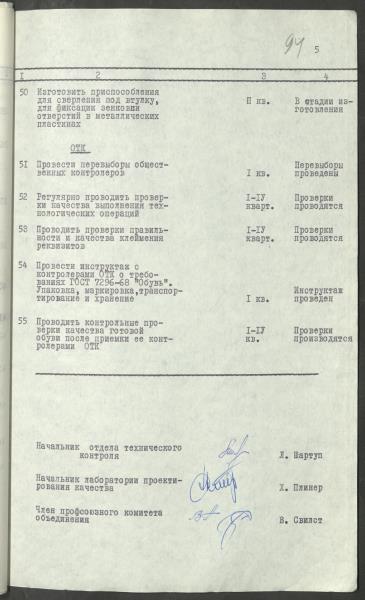 94
5
I 2 3 4
50 Изготовить приспособления
для сверления под втулку, II кв. В стадии из-
для фиксации зенковки готовления
отверстий в металлических
пластинах
ОТК
51 Провести перевыборы общест- Перевыборы
венных контролеров I кв. проведены
52 Регулярно проводить провер- I-IУ Проверки
ки качества выполнения тех- кварт. проводятся
нологических операций
53 Проводить проверки правиль- I-IУ Проверки
ности и качества клеймения кварт. проводятся
реквизитов
54 Провести инструктаж с
контролерами ОТК о требо-
ваниях ГОСТ 7296-68 "Обувь".
Упаковка, маркировка,транспор- Инструктаж
тирование и хранение I кв. проведен
55 Проводить контрольные про- I-IУ Проверки
верки качества готовой кв. производятся
обуви после приемки ее конт-
ролерами ОТК
Начальник отдела технического
контроля Л. Шартуп
Начальник лаборатории проекти-
рования качества Х. Плинер
Член профсоюзного комитета
объединения В. Свилст